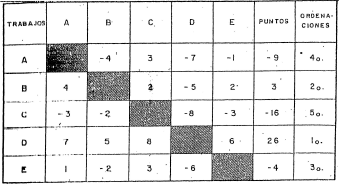 TRABAJOS A B C D E PUNTOS ORDENA-
CIONES
A -4 3 -7 -1 -9 4o.
B 4 2 -5 2 3 2o.
C -3 -2 -8 -3 -16 5o.
D 7 5 8 6 26 1o.
E 1 -2 3 -6 -4 3o.